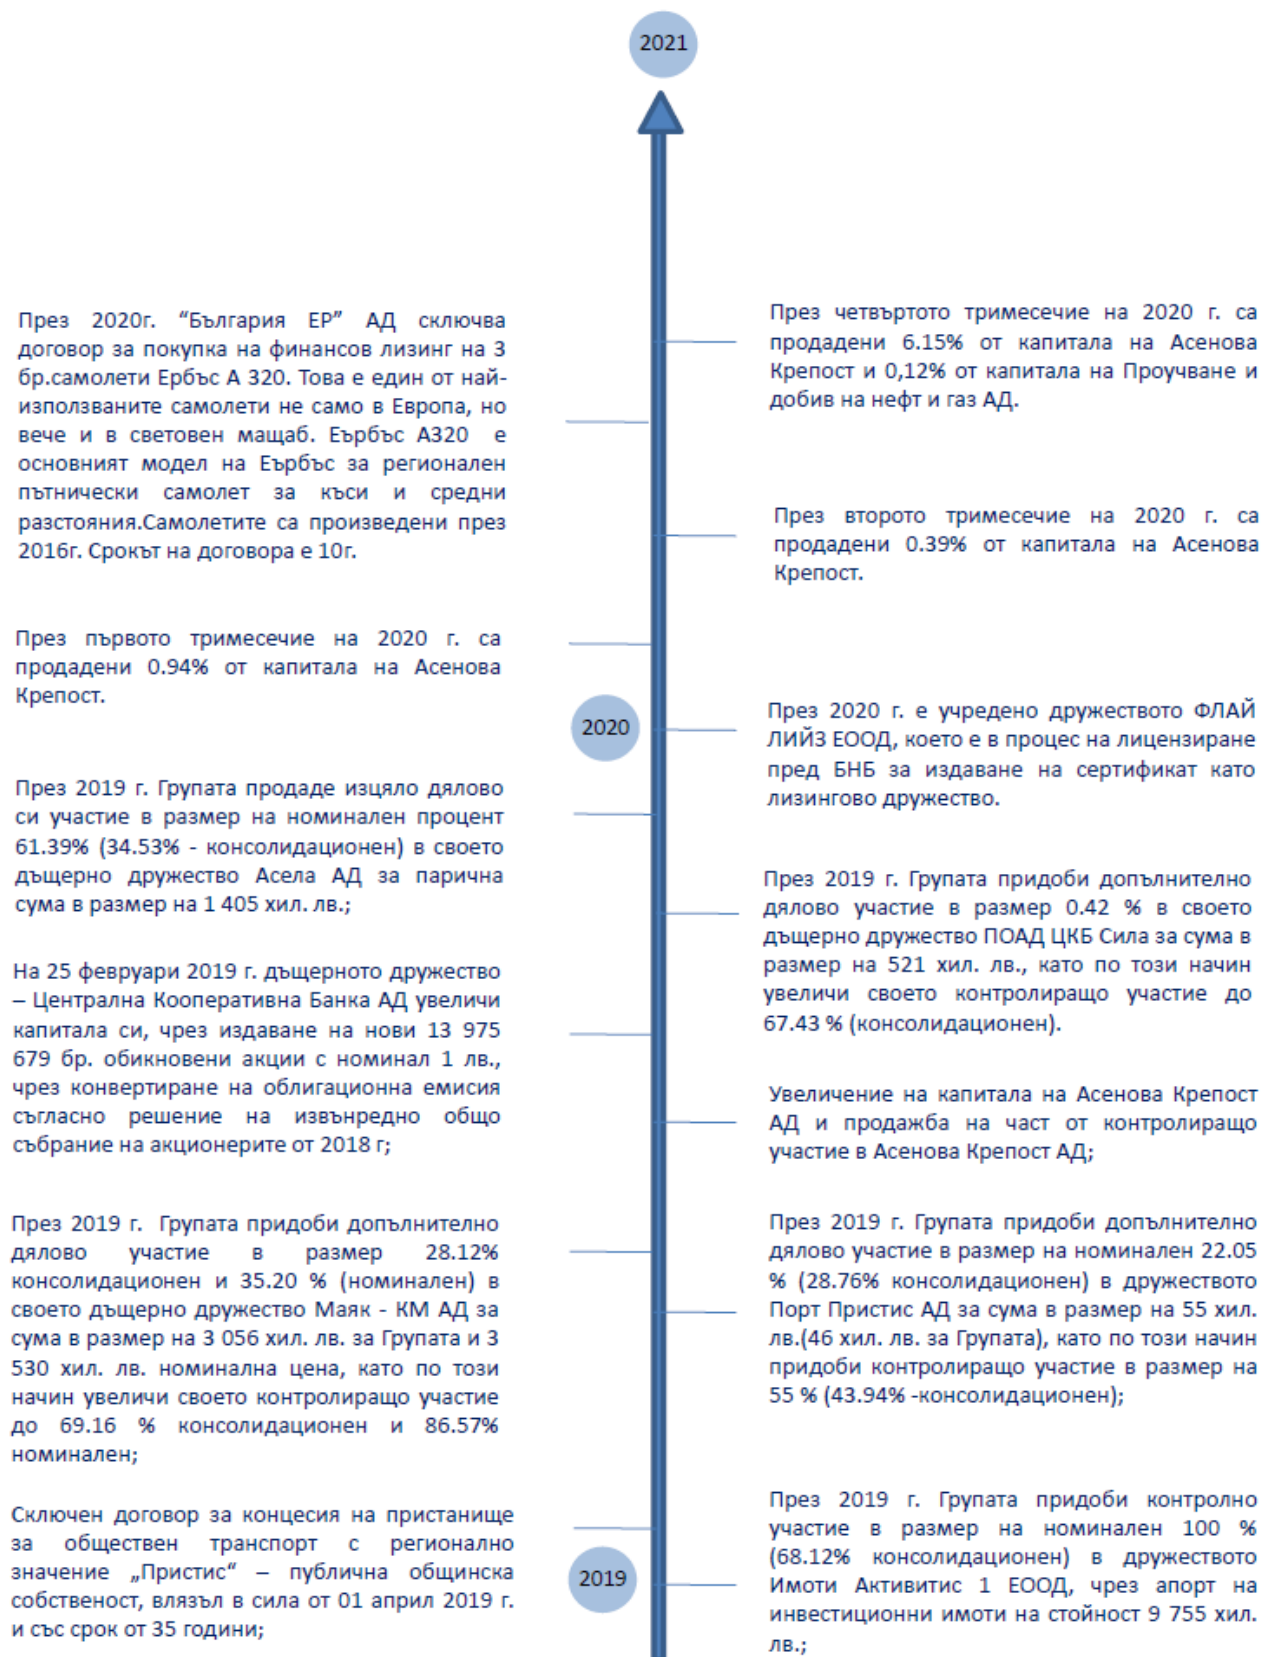 2021
През 2020г. “България ЕР” АД сключва
договор за покупка на финансов лизинг на 3
бр.самолети Ербъс А 320. Това е един от най-
използваните самолети не само в Европа, но
вече и в световен мащаб. Еърбъс А320 е
основният модел на Еърбъс за регионален
пътнически самолет за къси и средни
разстояния.Самолетите са произведени през
2016г. Срокът на договора е 10г.
През четвъртото тримесечие на 2020 г. са
продадени 6.15% от капитала на Асенова
Крепост и 0,12% от капитала на Проучване и
добив на нефт и газ АД.
През второто тримесечие на 2020 г. са
продадени 0.39% от капитала на Асенова
Крепост.
През първото тримесечие на 2020 г. са
продадени 0.94% от капитала на Асенова
Крепост.
2020
През 2020 г. е учредено дружеството ФЛАЙ
ЛИЙЗ ЕООД, което е в процес на лицензиране
пред БНБ за издаване на сертификат като
лизингово дружество.
През 2019 г. Групата продаде изцяло дялово
си участие в размер на номинален процент
61.39% (34.53% - консолидационен) в своето
дъщерно дружество Асела АД за парична
сума в размер на 1 405 хил. лв.;
През 2019 г. Групата придоби допълнително
дялово участие в размер 0.42 % в своето
дъщерно дружество ПОАД ЦКБ Сила за сума в
размер на 521 хил. лв., като по този начин
увеличи своето контролиращо участие до
67.43 % (консолидационен).
На 25 февруари 2019 г. дъщерното дружество
– Централна Кооперативна Банка АД увеличи
капитала си, чрез издаване на нови 13 975
679 бр. обикновени акции с номинал 1 лв.,
чрез конвертиране на облигационна емисия
съгласно решение на извънредно общо
събрание на акционерите от 2018 г;
Увеличение на капитала на Асенова Крепост
АД и продажба на част от контролиращо
участие в Асенова Крепост АД;
През 2019 г. Групата придоби допълнително
дялово участие в размер 28.12%
консолидационен и 35.20 % (номинален) в
своето дъщерно дружество Маяк - КМ АД за
сума в размер на 3 056 хил. лв. за Групата и 3
530 хил. лв. номинална цена, като по този
начин увеличи своето контролиращо участие
до 69.16 % консолидационен и 86.57%
номинален;
През 2019 г. Групата придоби допълнително
дялово участие в размер на номинален 22.05
% (28.76% консолидационен) в дружеството
Порт Пристис АД за сума в размер на 55 хил.
лв.(46 хил. лв. за Групата), като по този начин
придоби контролиращо участие в размер на
55 % (43.94% -консолидационен);
Сключен договор за концесия на пристанище
за обществен транспорт с регионално
значение „Пристис“ – публична общинска
собственост, влязъл в сила от 01 април 2019 г.
и със срок от 35 години;
2019
През 2019 г. Групата придоби контролно
участие в размер на номинален 100 %
(68.12% консолидационен) в дружеството
Имоти Активитис 1 ЕООД, чрез апорт на
инвестиционни имоти на стойност 9 755 хил.
лв.;